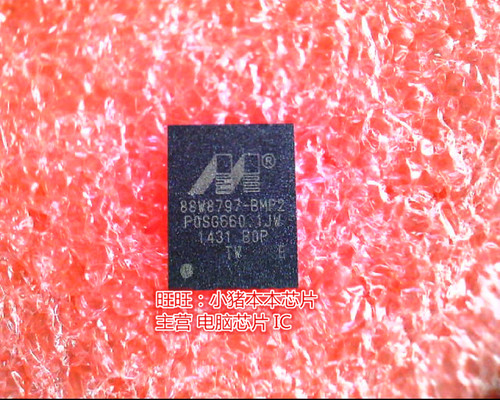 ®
88W8797-BMP2
P0SG660.1JW
1431 B0P
TW E
旺旺：小猪本本芯片
主营 电脑芯片 IC